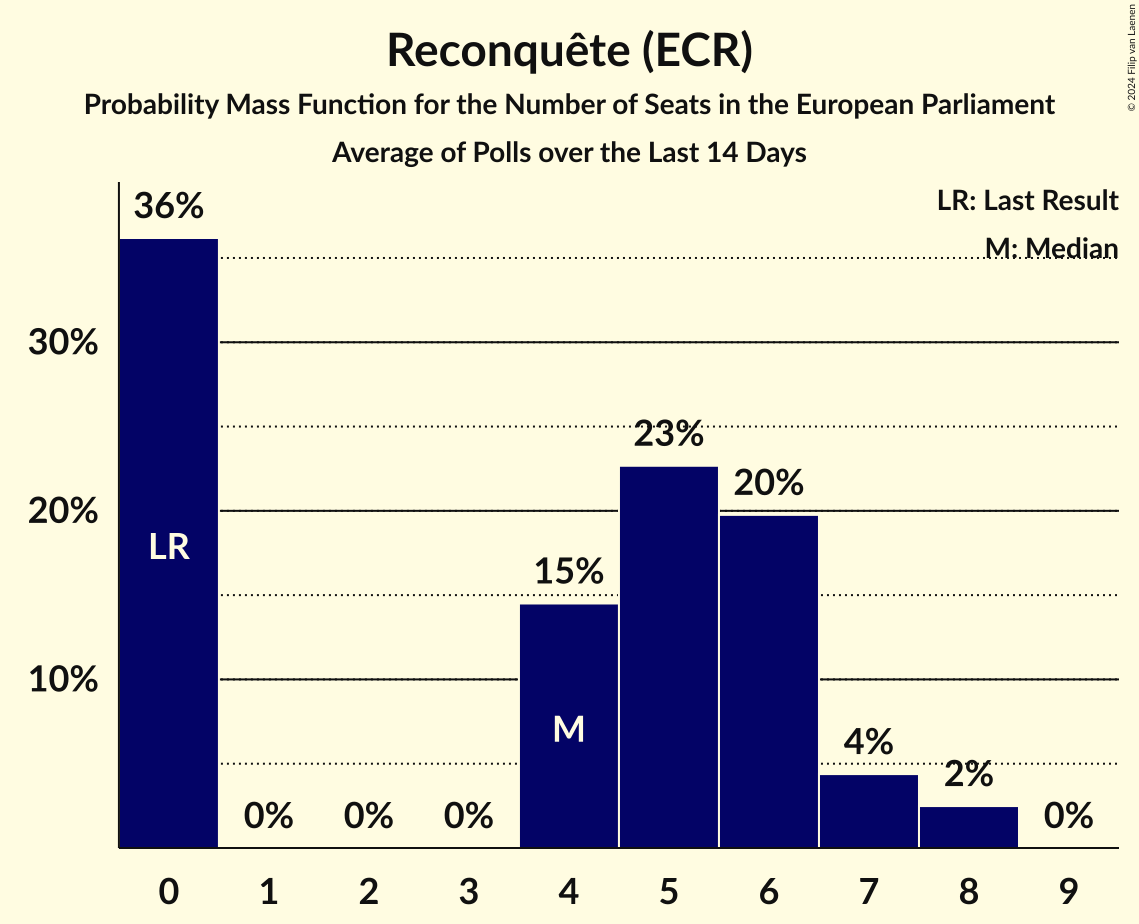 Reconquête (ECR)
Probability Mass Function for the Number of Seats in the European Parliament
Average of Polls over the Last 14 Days
© 2024 Filip van Laenen
LR: Last Result
M: Median
36%
30%
23%
20%
20%
LR
15%
10%
M
4%
2%
0% 0% 0% 0%
0 1 2 3 4 5 6 7 8 9